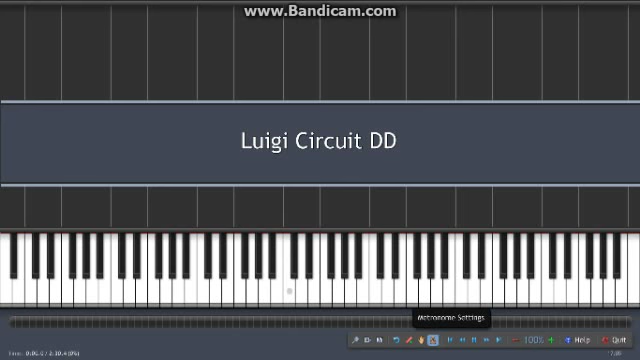 www.Bandicam.com
Luigi Circuit DD
Metronome Settings
100%
Help
Quit